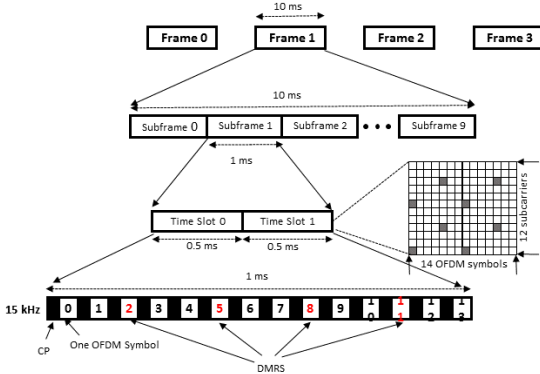 10 ms
Frame 0
Frame 1
Frame 2
Frame 3
10 ms
Subframe 0
Subframe 1
Subframe 2
Subframe 9
1 ms
Time Slot 0
Time Slot 1
0.5 ms
0.5 ms
12 subcarriers
14 OFDM symbols
1 ms
15 kHz
0 1 2 3 4 5 6 7 8 9 10 11 12 13
CP
One OFDM Symbol
DMRS